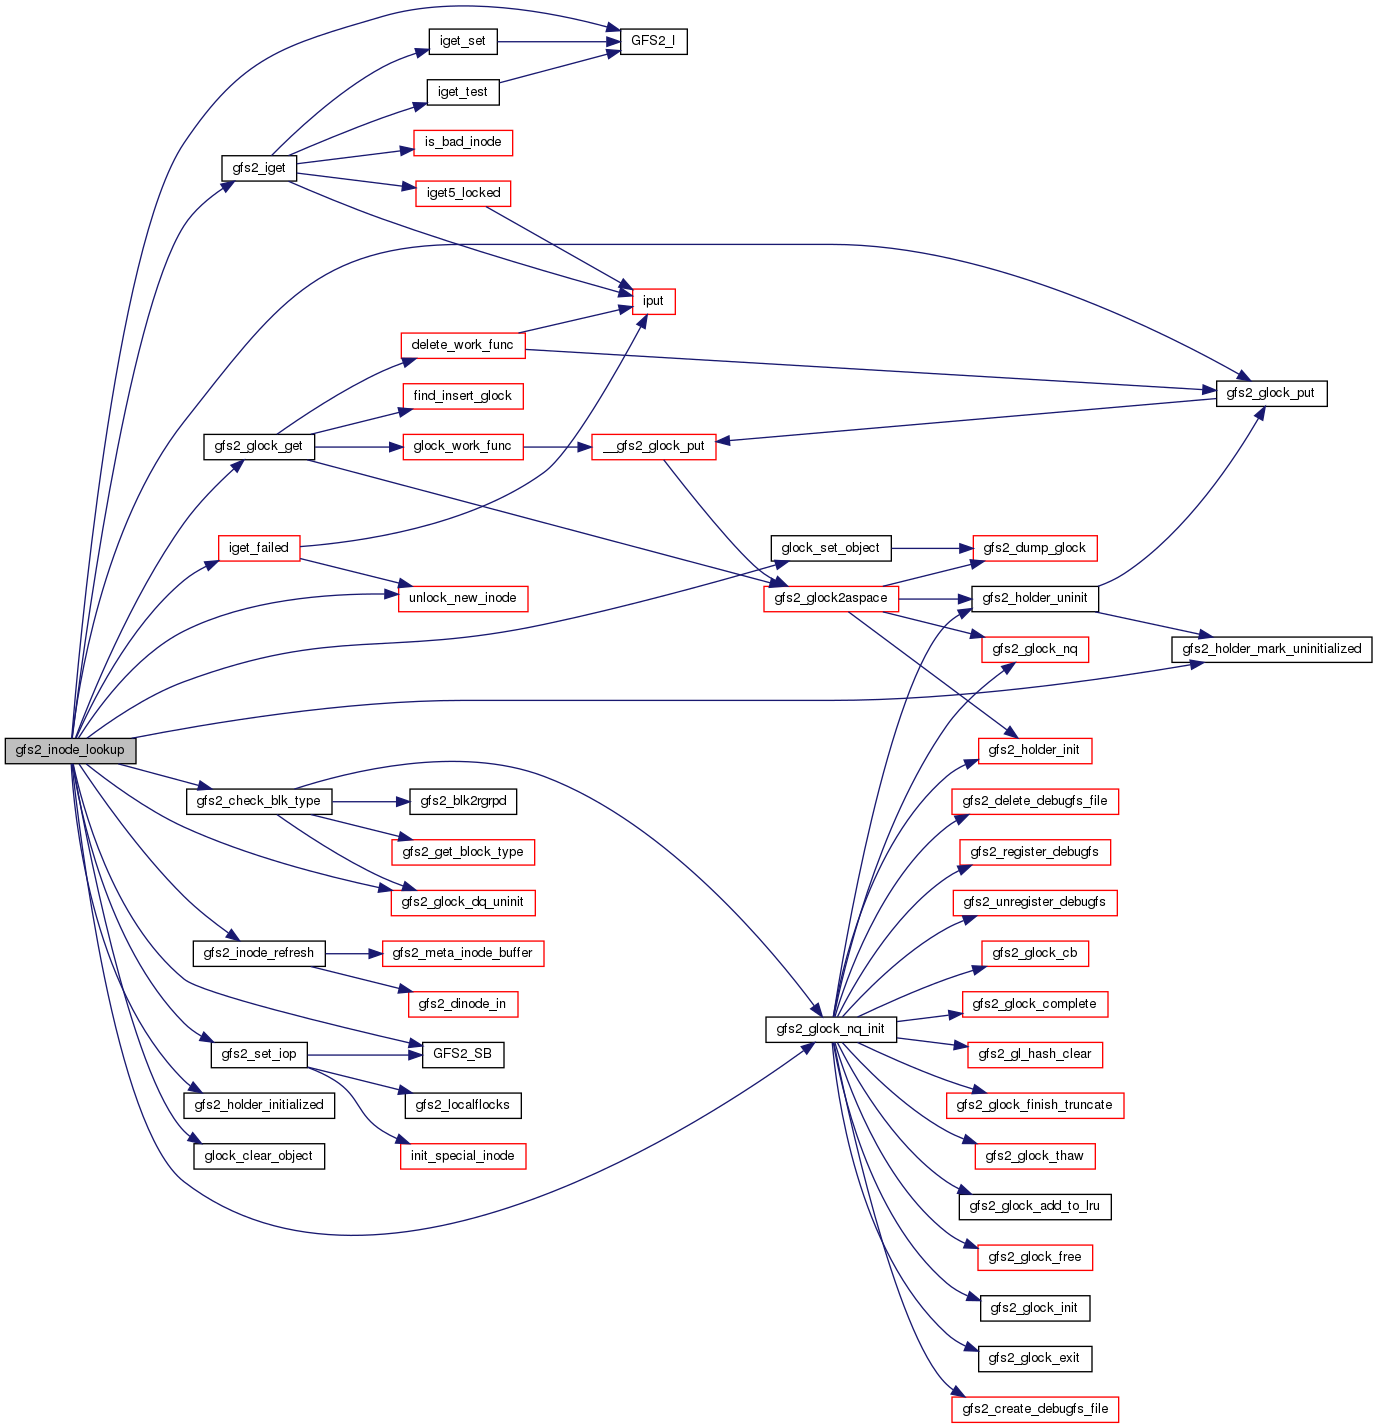 iget_set
GFS2_I
iget_test
is_bad_inode
gfs2_iget
iget5_locked
iput
delete_work_func
gfs2_glock_put
find_insert_glock
gfs2_glock_get
glock_work_func
__gfs2_glock_put
iget_failed
glock_set_object
gfs2_dump_glock
unlock_new_inode
gfs2_glock2aspace
gfs2_holder_uninit
gfs2_glock_nq
gfs2_holder_mark_uninitialized
gfs2_inode_lookup
gfs2_holder_init
gfs2_check_blk_type
gfs2_blk2rgrpd
gfs2_delete_debugfs_file
gfs2_get_block_type
gfs2_register_debugfs
gfs2_glock_dq_uninit
gfs2_unregister_debugfs
gfs2_inode_refresh
gfs2_meta_inode_buffer
gfs2_glock_cb
gfs2_dinode_in
gfs2_glock_complete
gfs2_glock_nq_init
gfs2_set_iop
GFS2_SB
gfs2_gl_hash_clear
gfs2_holder_initialized
gfs2_localflocks
gfs2_glock_finish_truncate
glock_clear_object
init_special_inode
gfs2_glock_thaw
gfs2_glock_add_to_lru
gfs2_glock_free
gfs2_glock_init
gfs2_glock_exit
gfs2_create_debugfs_file